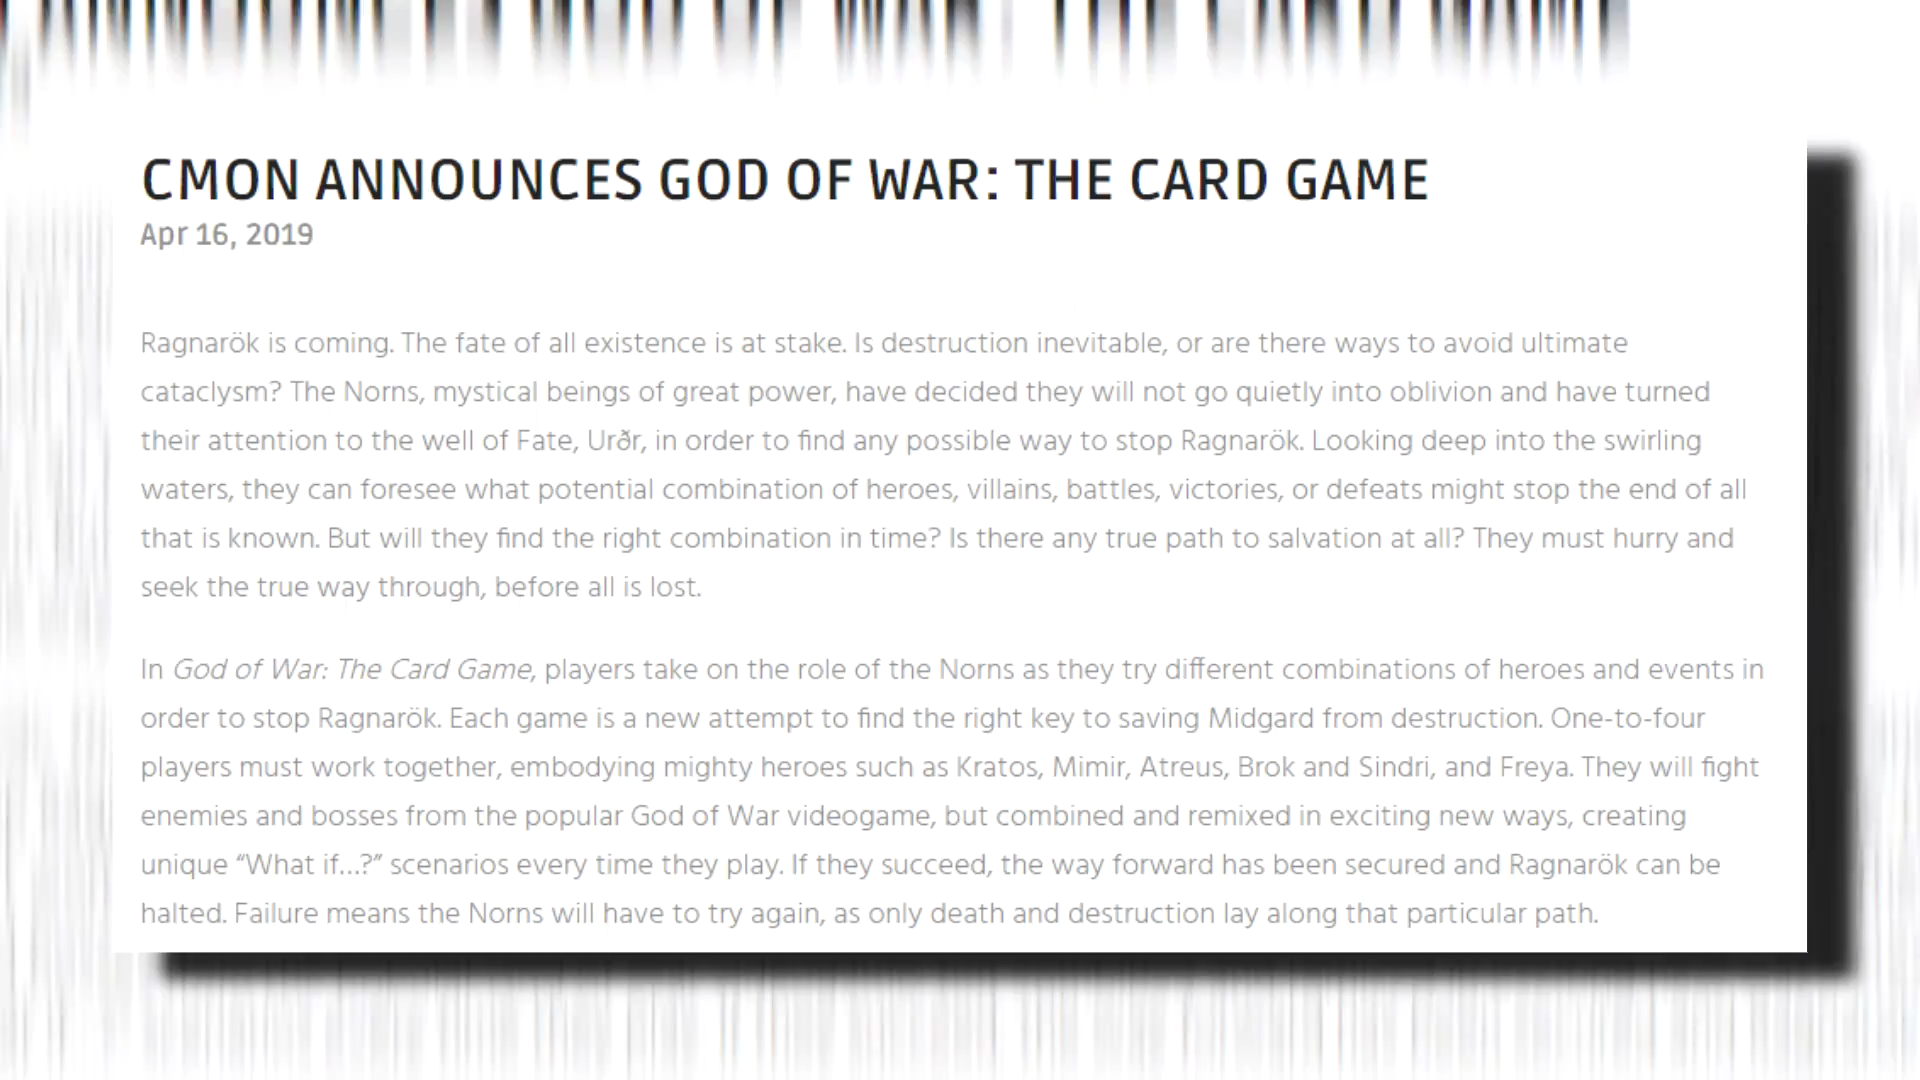 CMON ANNOUNCES GOD OF WAR: THE CARD GAME
Apr 16, 2019
Ragnarök is coming. The fate of all existence is at stake. Is destruction inevitable, or are there ways to avoid ultimate
cataclysm? The Norns, mystical beings of great power, have decided they will not go quietly into oblivion and have turned
their attention to the well of Fate, Urðr, in order to find any possible way to stop Ragnarök. Looking deep into the swirling
waters, they can foresee what potential combination of heroes, villains, battles, victories, or defeats might stop the end of all
that is known. But will they find the right combination in time? Is there any true path to salvation at all? They must hurry and
seek the true way through, before all is lost.
In God of War: The Card Game, players take on the role of the Norns as they try different combinations of heroes and events in
order to stop Ragnarök. Each game is a new attempt to find the right key to saving Midgard from destruction. One-to-four
players must work together, embodying mighty heroes such as Kratos, Mimir, Atreus, Brok and Sindri, and Freya. They will fight
enemies and bosses from the popular God of War videogame, but combined and remixed in exciting new ways, creating
unique “What if…?” scenarios every time they play. If they succeed, the way forward has been secured and Ragnarök can be
halted. Failure means the Norns will have to try again, as only death and destruction lay along that particular path.